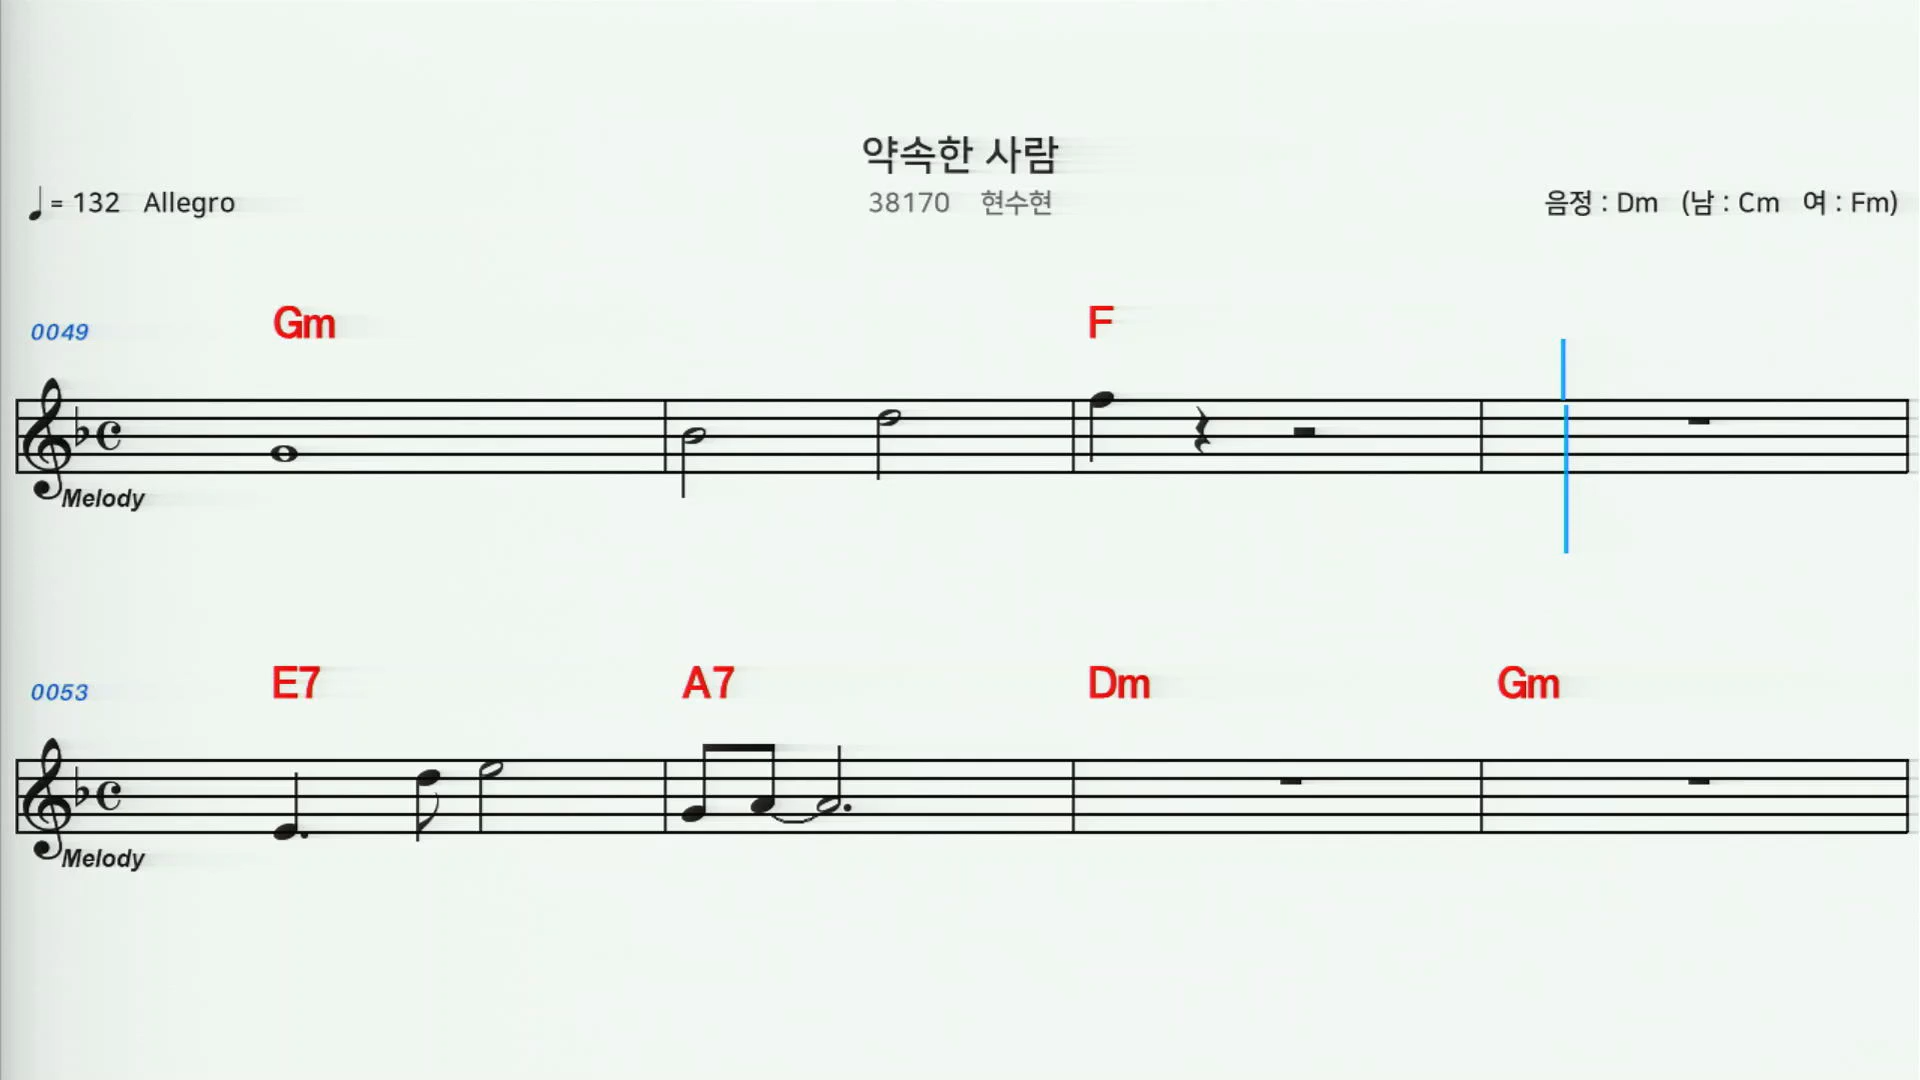 약속한 사람
= 132 Allegro
38170 현수현
음정 : Dm (남 : Cm 여 : Fm)
0049 Gm F
Melody
0053 E7 A7 Dm Gm
Melody